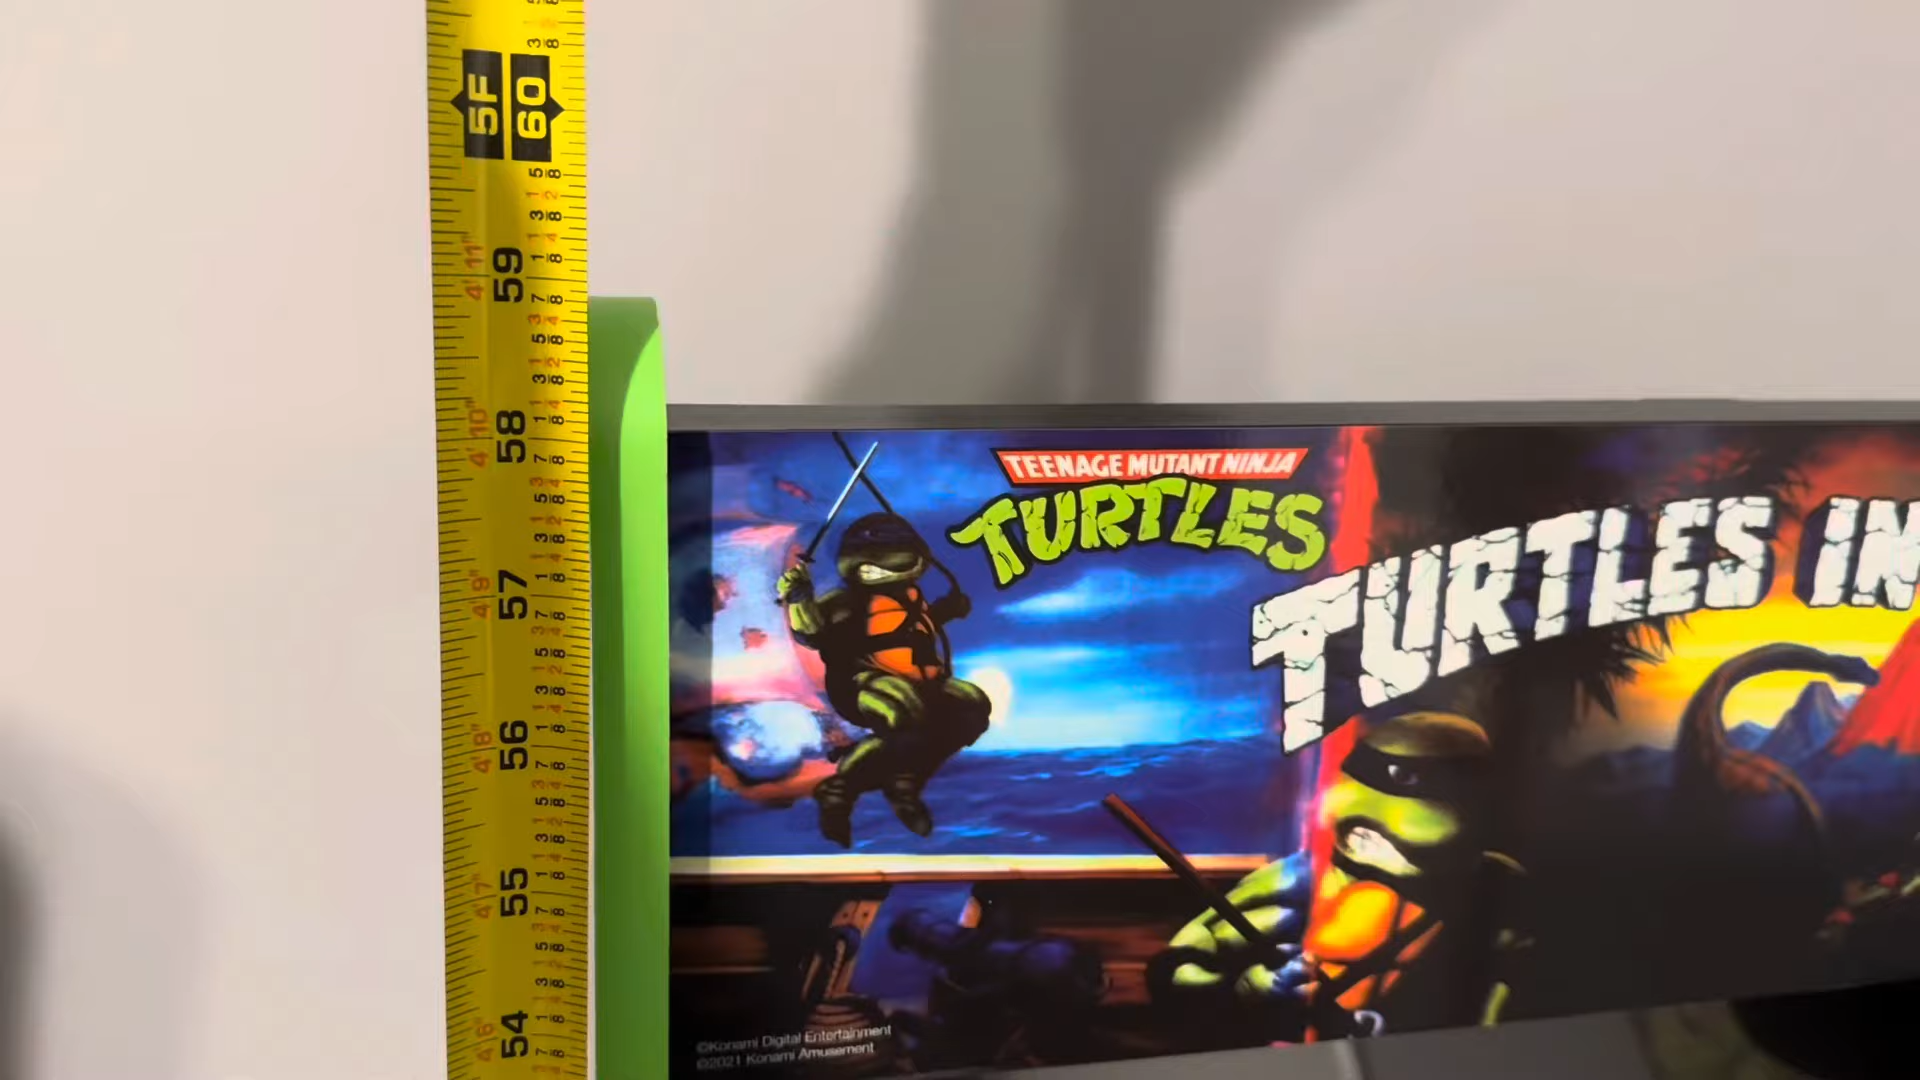 5F 60
4'11" 59
4'10" 58
4'9" 57
4'8" 56
4'7" 55
4'6" 54
TEENAGE MUTANT NINJA
TURTLES
TURTLES IN
©Konami Digital Entertainment
©2021 Konami Amusement